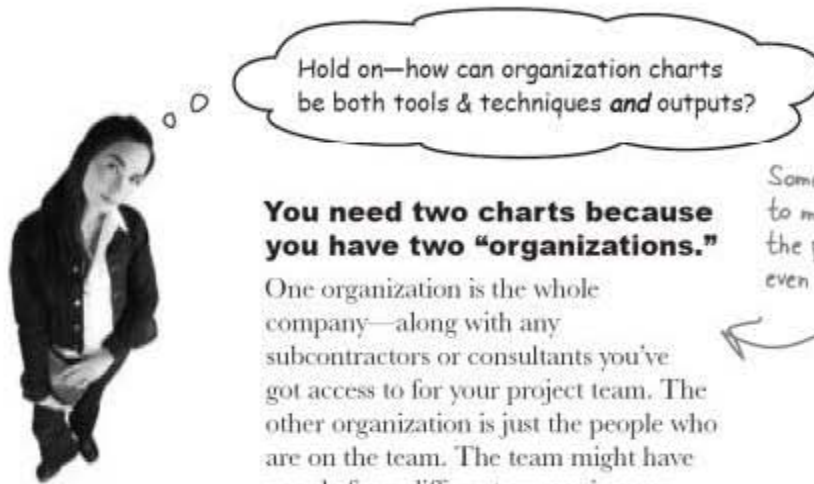 Hold on—how can organization charts
be both tools & techniques and outputs?
You need two charts because
you have two “organizations.”
One organization is the whole
company—along with any
subcontractors or consultants you've
got access to for your project team. The
other organization is just the people who
are on the team. The team might have
to m
the p
even